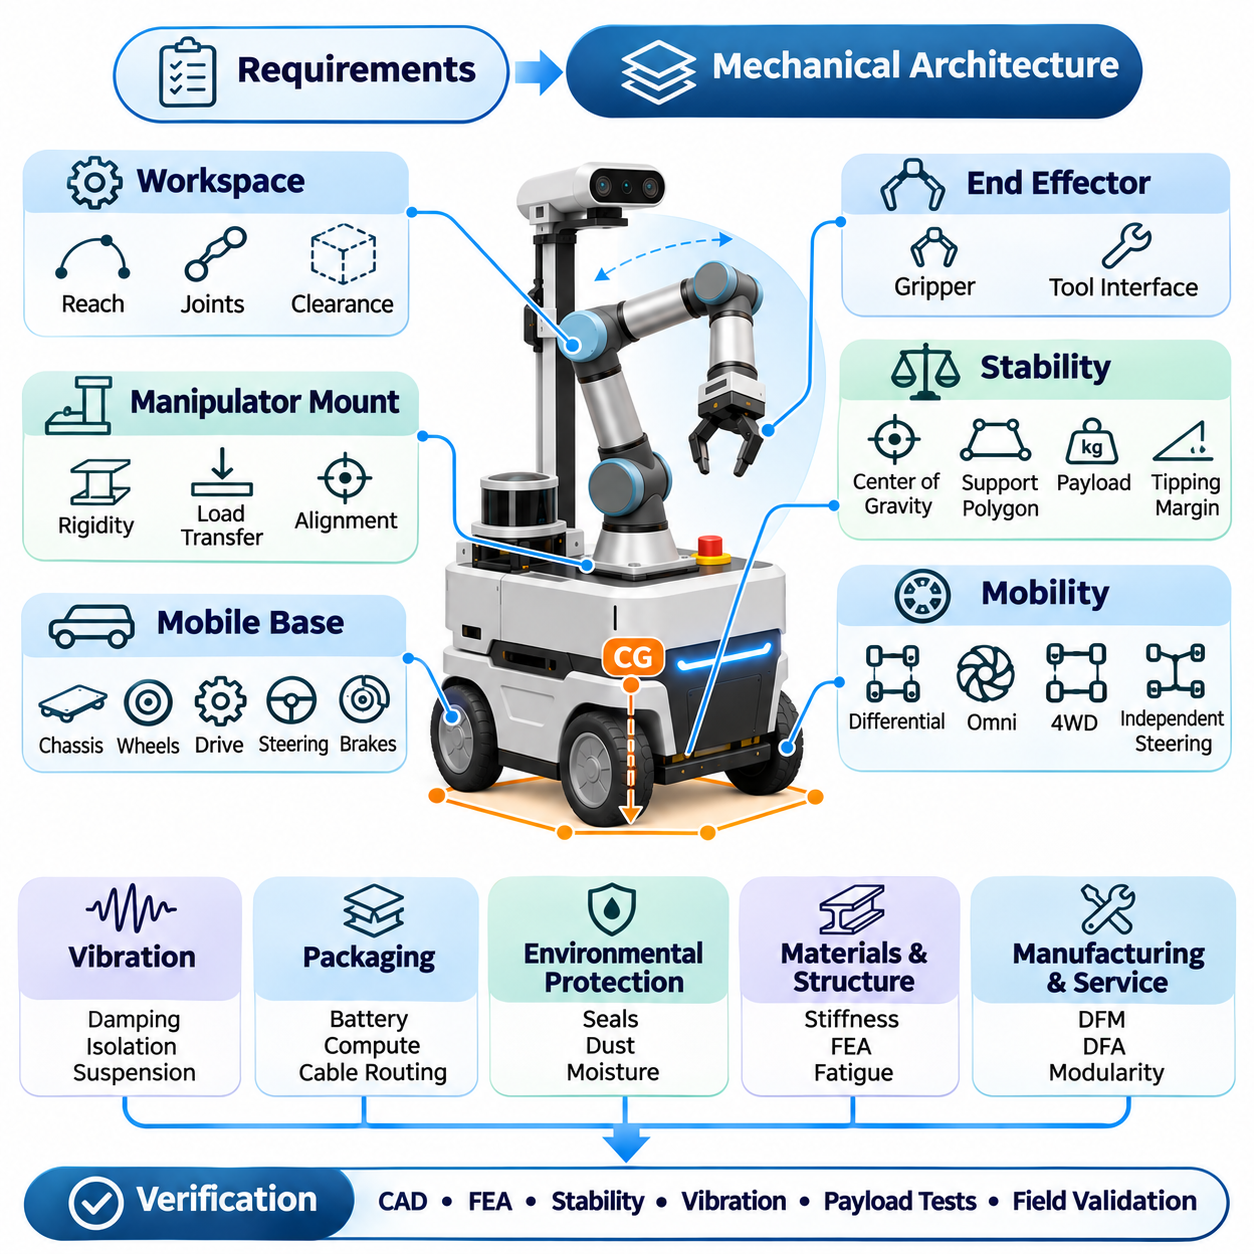 Requirements
Mechanical Architecture
Workspace
Reach
Joints
Clearance
Manipulator Mount
Rigidity
Load
Transfer
Alignment
Mobile Base
Chassis
Wheels
Drive
Steering
Brakes
End Effector
Gripper
Tool Interface
Stability
Center of
Gravity
Support
Polygon
kg
Payload
Tipping
Margin
Mobility
Differential
Omni
4WD
Independent
Steering
CG
Vibration
Damping
Isolation
Suspension
Packaging
Battery
Compute
Cable Routing
Environmental
Protection
Seals
Dust
Moisture
Materials &
Structure
Stiffness
FEA
Fatigue
Manufacturing
& Service
DFM
DFA
Modularity
Verification
CAD • FEA • Stability • Vibration • Payload Tests • Field Validation